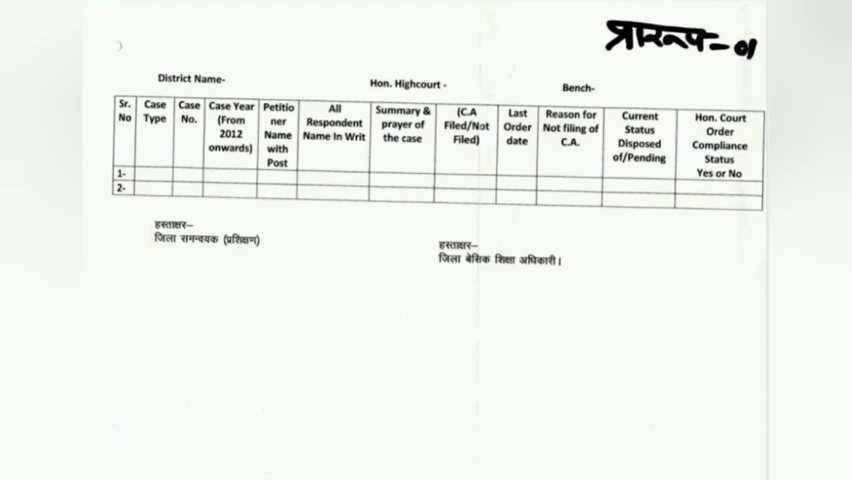 प्रारूप-01
)
District Name-
Hon. Highcourt -
Bench-
Sr. No
Case Type
Case No.
Case Year (From 2012 onwards)
Petitio ner Name with Post
All Respondent Name In Writ
Summary & prayer of the case
(C.A Filed/Not Filed)
Last Order date
Reason for Not filing of C.A.
Current Status Disposed of/Pending
Hon. Court Order Compliance Status Yes or No
1-
2-
हस्ताक्षर–
जिला समन्वयक (प्रशिक्षण)
हस्ताक्षर–
जिला बेसिक शिक्षा अधिकारी।